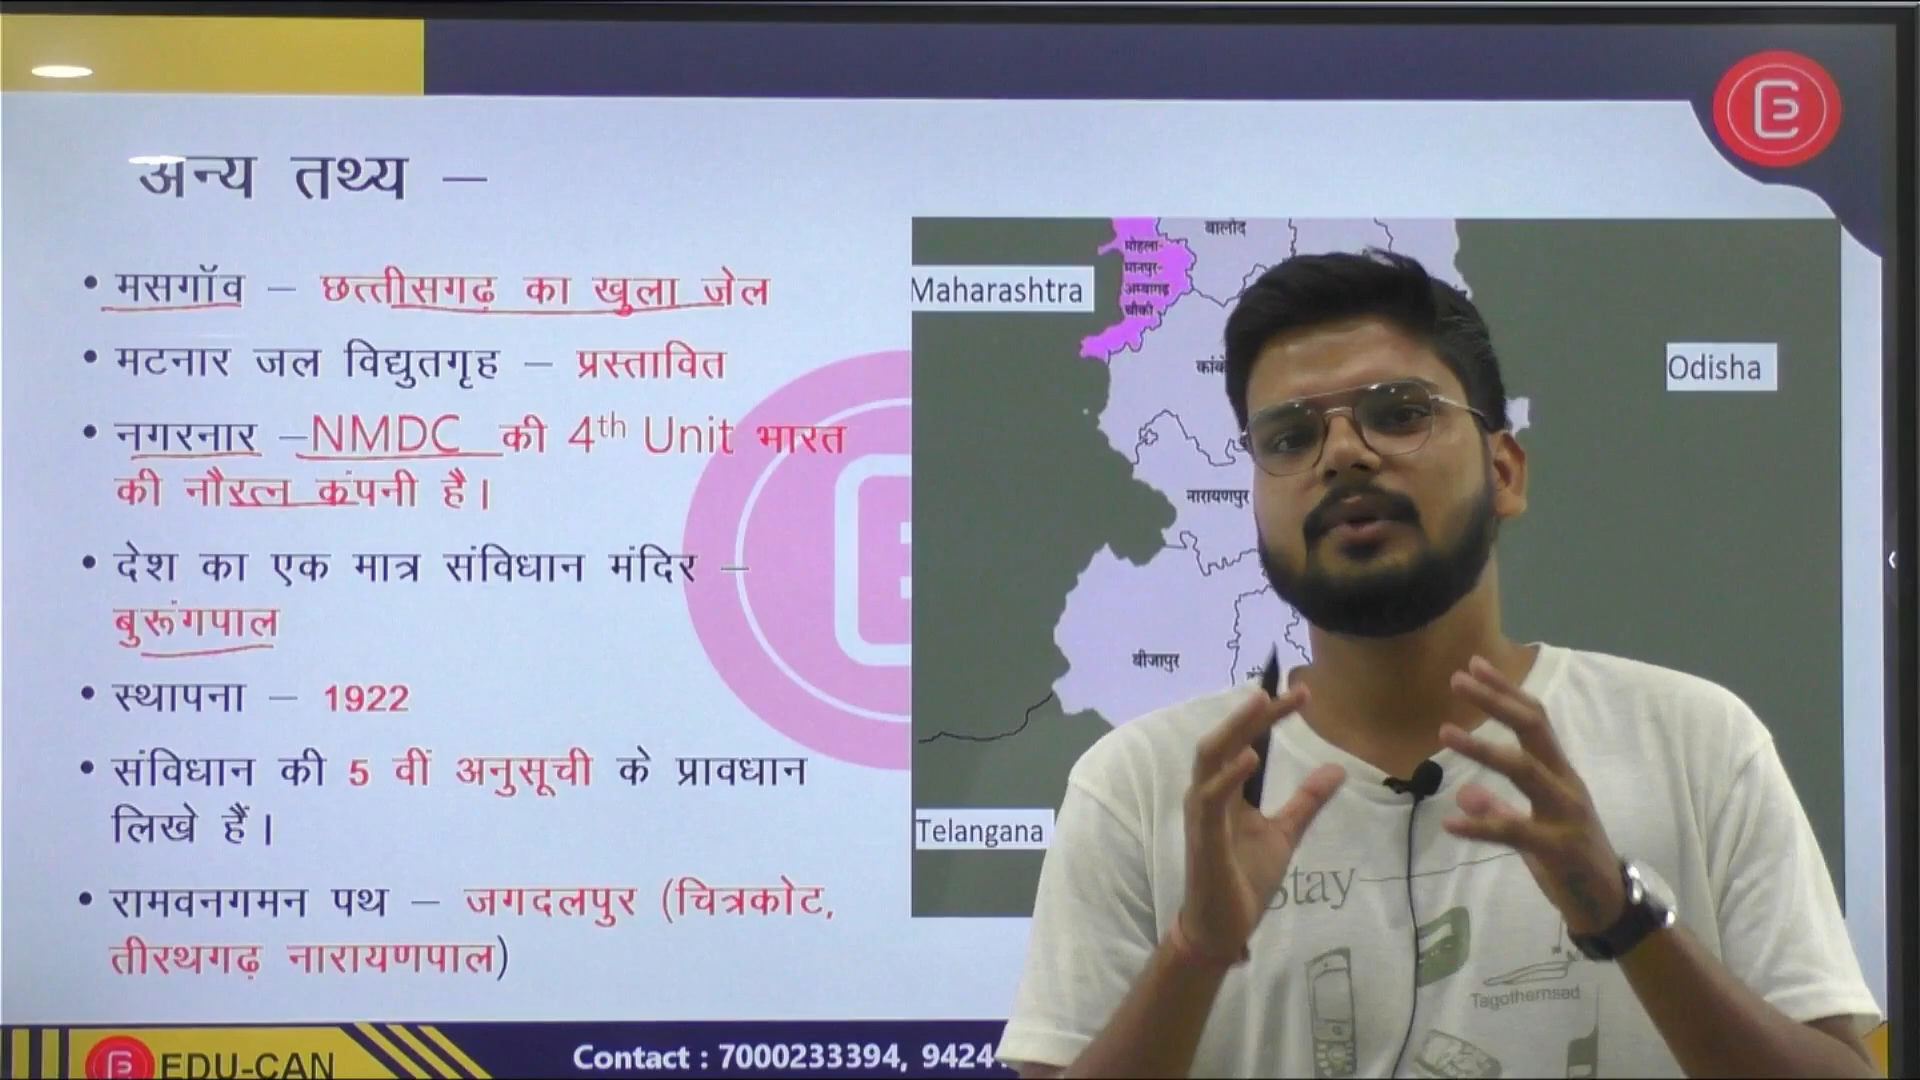 अन्य तथ्य –
• मसगॉव – छत्तीसगढ़ का खुला जेल
• मटनार जल विद्युतगृह – प्रस्तावित
• नगरनार –NMDC की 4th Unit भारत
की नौरत्न कंपनी है।
• देश का एक मात्र संविधान मंदिर –
बुरूंगपाल
• स्थापना – 1922
• संविधान की 5 वीं अनुसूची के प्रावधान
लिखे हैं।
• रामवनगमन पथ – जगदलपुर (चित्रकोट,
तीरथगढ़ नारायणपाल)
Maharashtra
बालोद
मोहला-
मानपुर-
अम्बागढ़
चौकी
Odisha
नारायणपुर
बीजापुर
Telangana
Stay
Tagothernsed
EDU-CAN
Contact : 7000233394, 9424